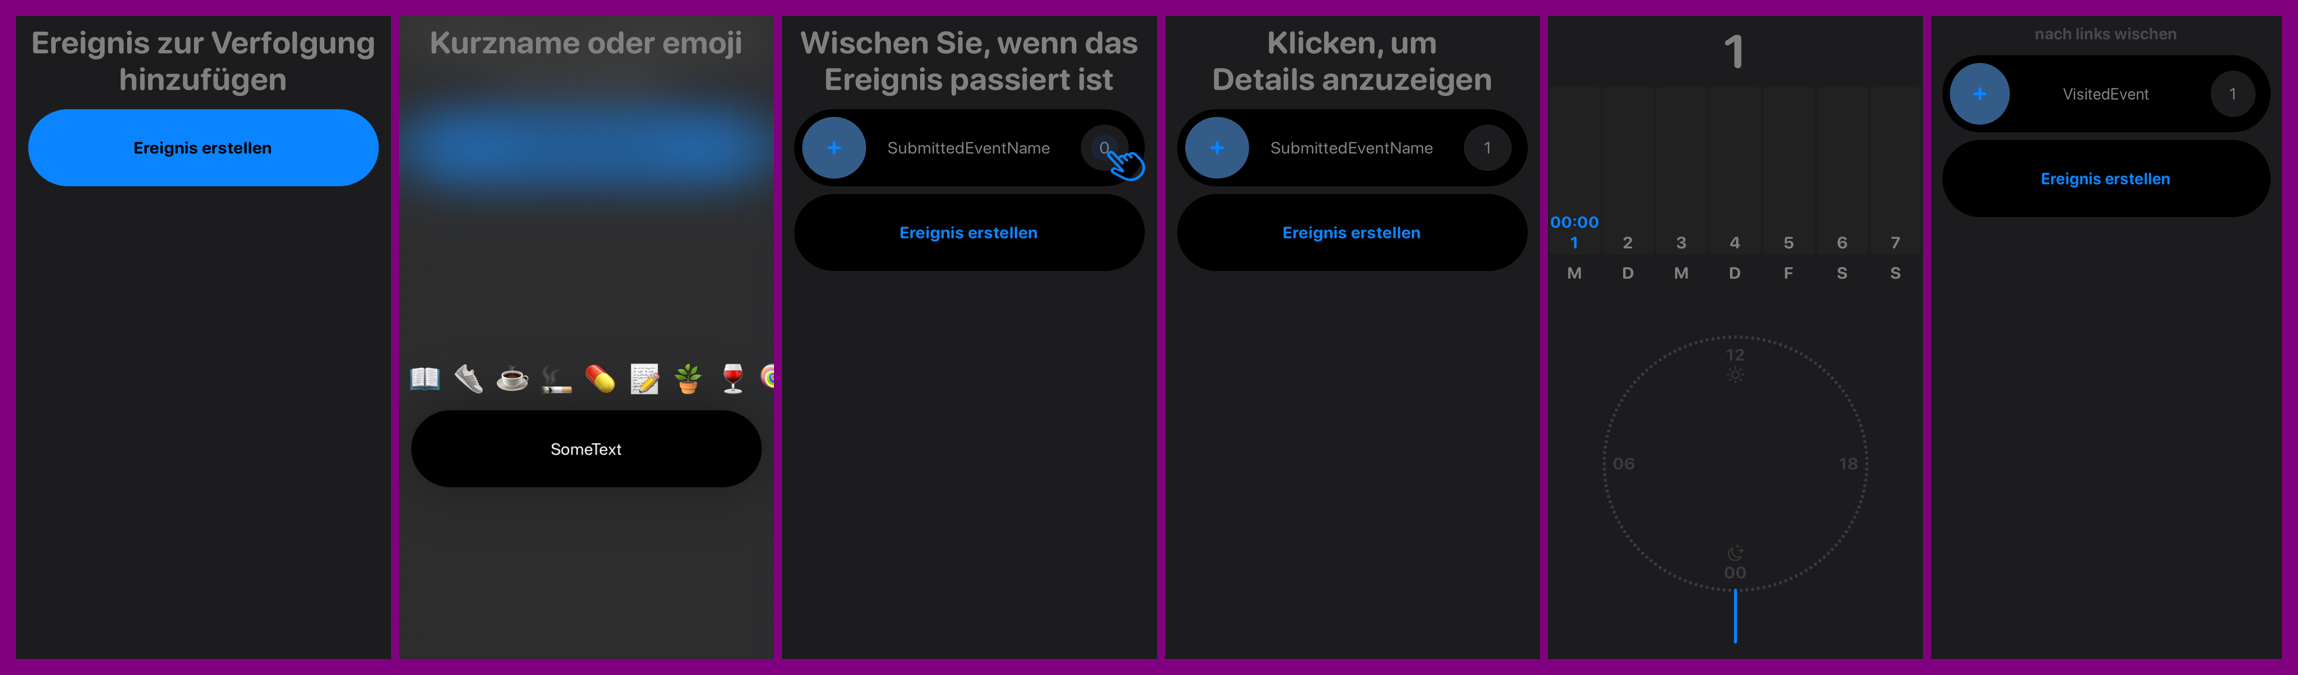 Ereignis zur Verfolgung
hinzufügen
Ereignis erstellen
Kurzname oder emoji
SomeText
Wischen Sie, wenn das
Ereignis passiert ist
+ SubmittedEventName 0
Ereignis erstellen
Klicken, um
Details anzuzeigen
+ SubmittedEventName 1
Ereignis erstellen
1
00:00
1 2 3 4 5 6 7
M D M D F S S
12
06 18
00
nach links wischen
+ VisitedEvent 1
Ereignis erstellen